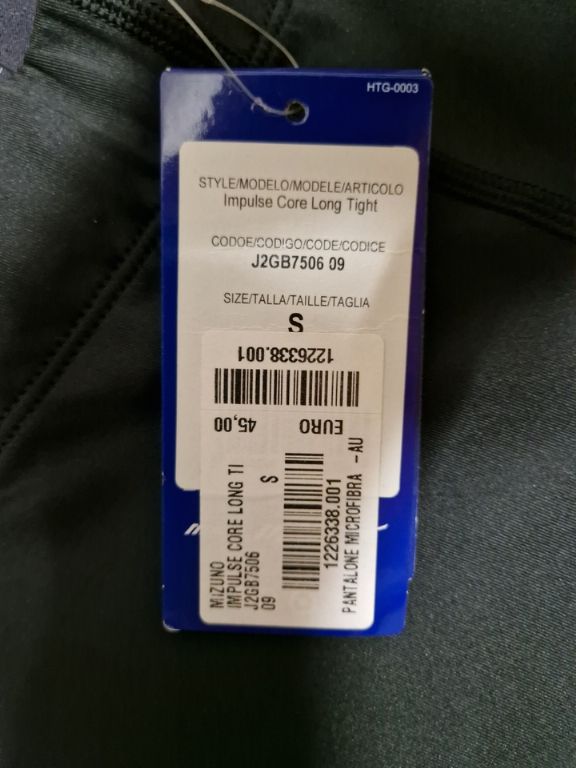 HTG-0003
STYLE/MODELO/MODELE/ARTICOLO
Impulse Core Long Tight
CODOE/CODIGO/CODE/CODICE
J2GB7506 09
SIZE/TALLA/TAILLE/TAGLIA
S
1226338.001
EURO 45,00
MIZUNO
IMPULSE CORE LONG TI
J2GB7506
09 S
1226338.001
PANTALONE MICROFIBRA - AU